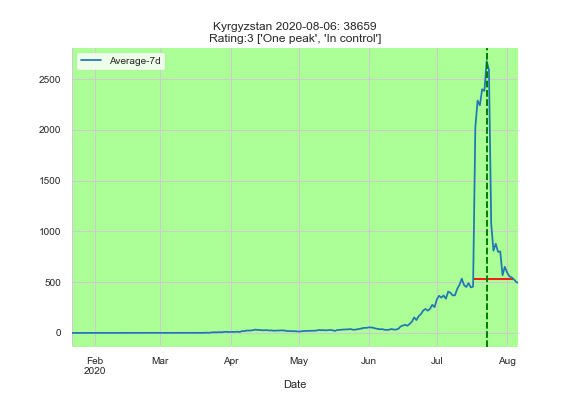 Kyrgyzstan 2020-08-06: 38659
Rating:3 ['One peak', 'In control']
Average-7d
2500
2000
1500
1000
500
0
Feb Mar Apr May Jun Jul Aug
2020
Date